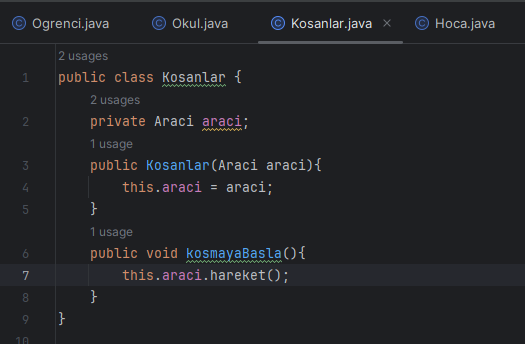 Ogrenci.java Okul.java Kosanlar.java Hoca.java
2 usages
1 public class Kosanlar {
2 usages
2 private Araci araci;
1 usage
3 public Kosanlar(Araci araci){
4 this.araci = araci;
5 }
1 usage
6 public void kosmayaBasla(){
7 this.araci.hareket();
8 }
9 }
10